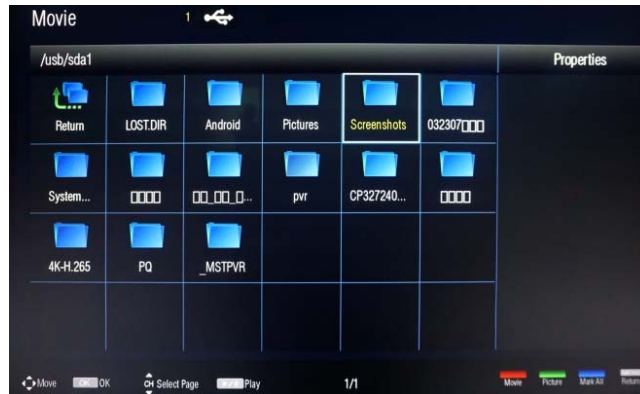 Movie 1
/usb/sda1 Properties
Return LOST.DIR Android Pictures Screenshots 032307□□□
System... □□□□ □□_□□_□... pvr CP327240... □□□□
4K-H.265 PQ _MSTPVR
Move OK OK CH Select Page Play 1/1 Movie Picture Mark All Return